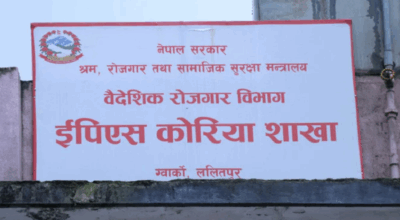 नेपाल सरकार
श्रम, रोजगार तथा सामाजिक सुरक्षा मन्त्रालय
वैदेशिक रोजगार विभाग
ईपिएस कोरिया शाखा
ग्वार्को, ललितपुर